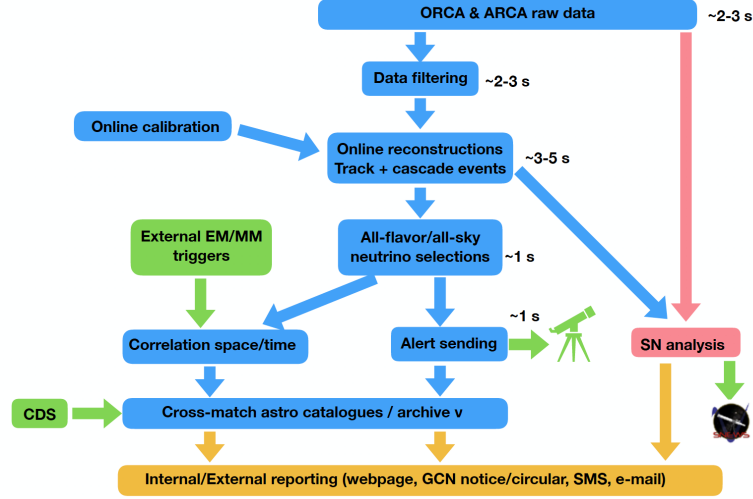 ORCA & ARCA raw data
~2-3 s
Data filtering
~2-3 s
Online calibration
Online reconstructions
Track + cascade events
~3-5 s
External EM/MM
triggers
All-flavor/all-sky
neutrino selections
~1 s
~1 s
Correlation space/time
Alert sending
SN analysis
CDS
Cross-match astro catalogues / archive ν
Internal/External reporting (webpage, GCN notice/circular, SMS, e-mail)